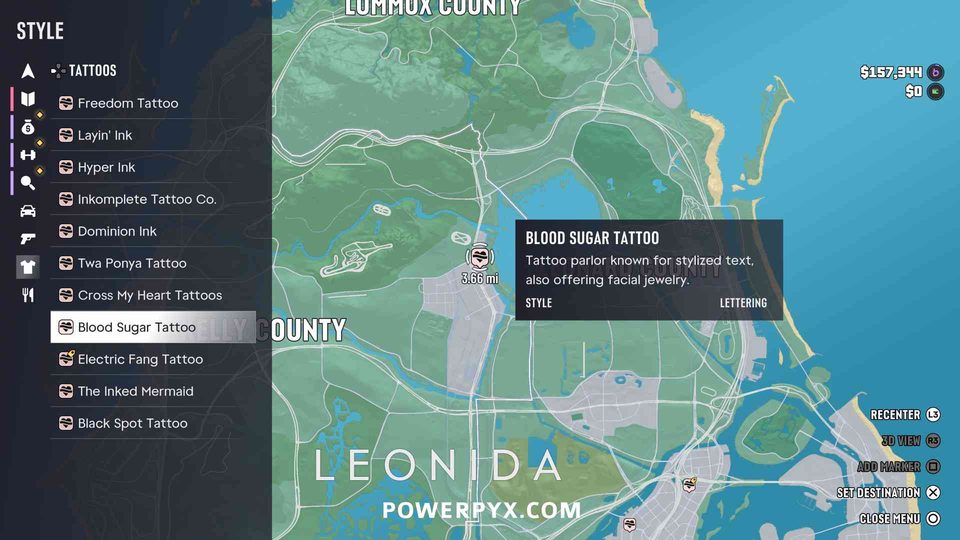 STYLE
LUMMOX COUNTY
$157,344
$0
TATTOOS
Freedom Tattoo
Layin' Ink
Hyper Ink
Inkomplete Tattoo Co.
Dominion Ink
Twa Ponya Tattoo
Cross My Heart Tattoos
Blood Sugar Tattoo
Electric Fang Tattoo
The Inked Mermaid
Black Spot Tattoo
3.66 mi
BLOOD SUGAR TATTOO
Tattoo parlor known for stylized text,
also offering facial jewelry.
STYLE LETTERING
COUNTY
LEONIDA
POWERPYX.COM
RECENTER L3
3D VIEW R3
ADD MARKER
SET DESTINATION
CLOSE MENU